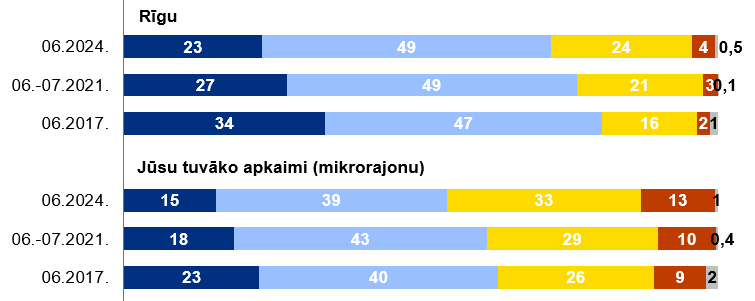 Rīgu
06.2024. 23 49 24 4 0,5
06.-07.2021. 27 49 21 3 0,1
06.2017. 34 47 16 2 1
Jūsu tuvāko apkaimi (mikrorajonu)
06.2024. 15 39 33 13 1
06.-07.2021. 18 43 29 10 0,4
06.2017. 23 40 26 9 2